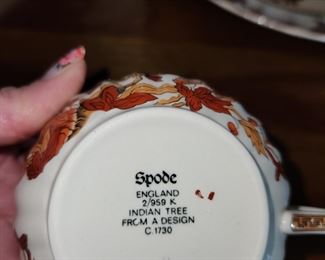 Spode
ENGLAND
2/959 K
INDIAN TREE
FROM A DESIGN
C 1730